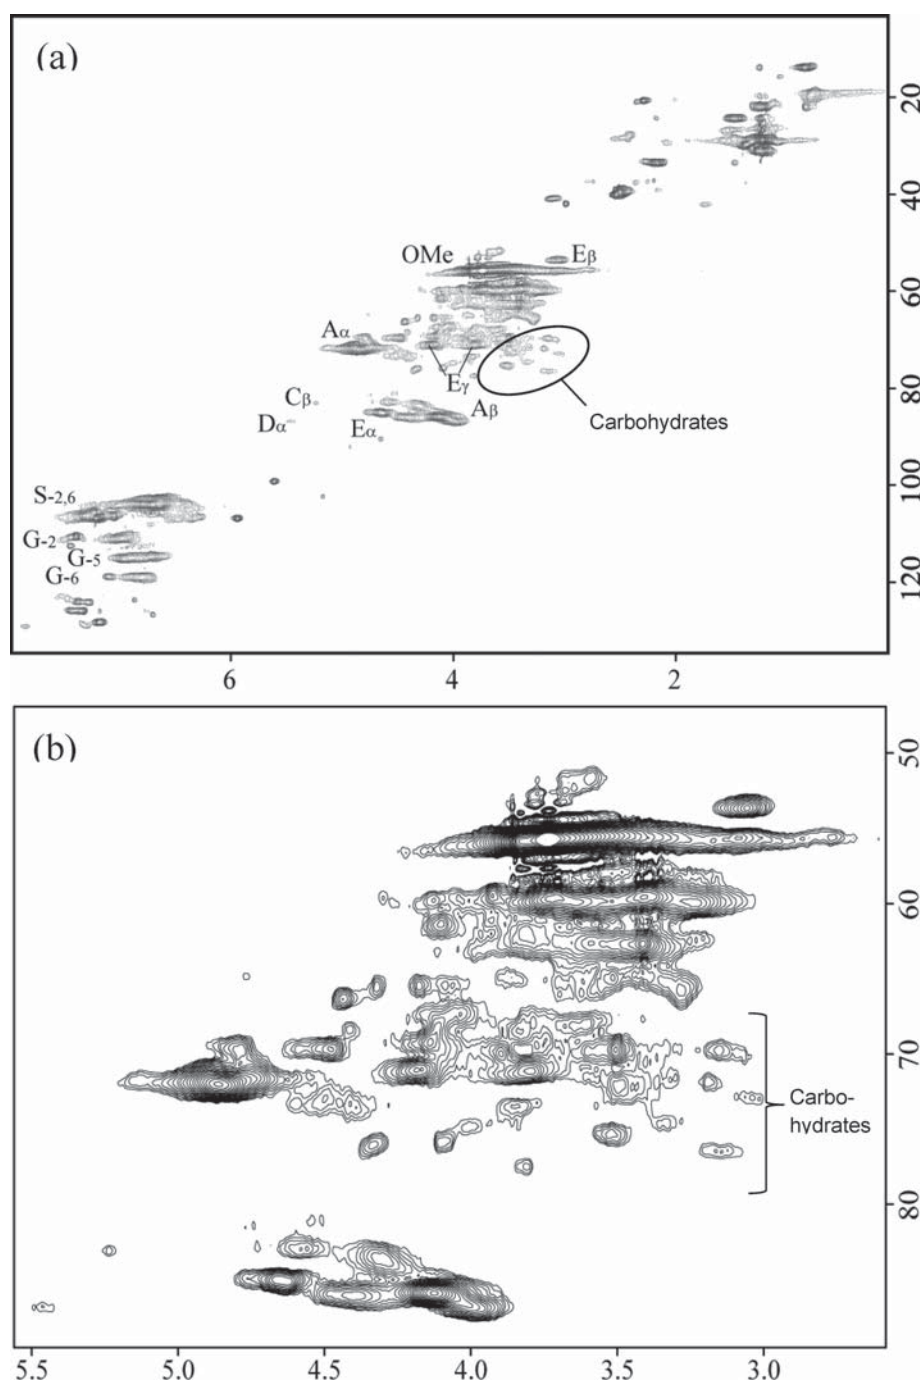 (a)
20
40
OMe
Eβ
60
Aα
Eγ
80
Cβ
Aβ
Dα
Eα
Carbohydrates
100
S-2,6
G-2
G-5
G-6
120
6 4 2
(b)
50
60
70
Carbo-
hydrates
80
5.5 5.0 4.5 4.0 3.5 3.0